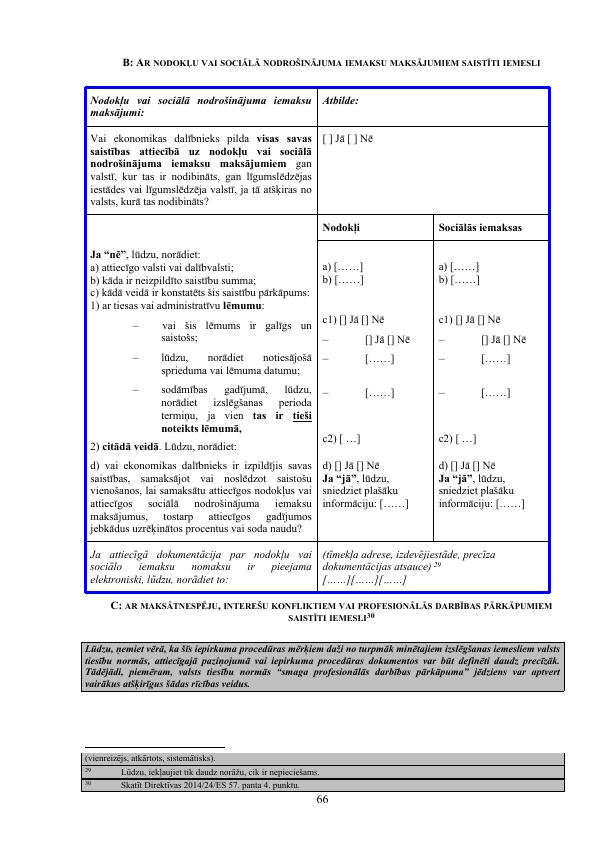 B: AR NODOKĻU VAI SOCIĀLĀ NODROŠINĀJUMA IEMAKSU MAKSĀJUMIEM SAISTĪTI IEMESLI
Nodokļu vai sociālā nodrošinājuma iemaksu
maksājumi:
Atbilde:
Vai ekonomikas dalībnieks pilda visas savas
saistības attiecībā uz nodokļu vai sociālā
nodrošinājuma iemaksu maksājumiem gan
valstī, kur tas ir nodibināts, gan līgumslēdzējas
iestādes vai līgumslēdzēja valstī, ja tā atšķiras no
valsts, kurā tas nodibināts?
[ ] Jā [ ] Nē
Nodokļi
Sociālās iemaksas
Ja “nē”, lūdzu, norādiet:
a) attiecīgo valsti vai dalībvalsti;
b) kāda ir neizpildīto saistību summa;
c) kādā veidā ir konstatēts šis saistību pārkāpums:
1) ar tiesas vai administratīvu lēmumu:
– vai šis lēmums ir galīgs un
saistošs;
– lūdzu, norādiet notiesājošā
sprieduma vai lēmuma datumu;
– sodāmības gadījumā, lūdzu,
norādiet izslēgšanas perioda
termiņu, ja vien tas ir tieši
noteikts lēmumā,
2) citādā veidā. Lūdzu, norādiet:
d) vai ekonomikas dalībnieks ir izpildījis savas
saistības, samaksājot vai noslēdzot saistošu
vienošanos, lai samaksātu attiecīgos nodokļus vai
attiecīgos sociālā nodrošinājuma iemaksu
maksājumus, tostarp attiecīgos gadījumos
jebkādus uzrēķinātos procentus vai soda naudu?
a) [……]
b) [……]
c1) [] Jā [] Nē
– [] Jā [] Nē
– [……]
– [……]
c2) [ …]
d) [] Jā [] Nē
Ja “jā”, lūdzu,
sniedziet plašāku
informāciju: [……]
a) [……]
b) [……]
c1) [] Jā [] Nē
– [] Jā [] Nē
– [……]
– [……]
c2) [ …]
d) [] Jā [] Nē
Ja “jā”, lūdzu,
sniedziet plašāku
informāciju: [……]
Ja attiecīgā dokumentācija par nodokļu vai
sociālo iemaksu nomaksu ir pieejama
elektroniski, lūdzu, norādiet to:
(tīmekļa adrese, izdevējiestāde, precīza
dokumentācijas atsauce) 29
[……][……][……]
C: AR MAKSĀTNESPĒJU, INTEREŠU KONFLIKTIEM VAI PROFESIONĀLĀS DARBĪBAS PĀRKĀPUMIEM
SAISTĪTI IEMESLI30
Lūdzu, ņemiet vērā, ka šīs iepirkuma procedūras mērķiem daži no turpmāk minētajiem izslēgšanas iemesliem valsts
tiesību normās, attiecīgajā paziņojumā vai iepirkuma procedūras dokumentos var būt definēti daudz precīzāk.
Tādējādi, piemēram, valsts tiesību normās “smaga profesionālās darbības pārkāpuma” jēdziens var aptvert
vairākus atšķirīgus šādas rīcības veidus.
(vienreizējs, atkārtots, sistemātisks).
29 Lūdzu, iekļaujiet tik daudz norāžu, cik ir nepieciešams.
30 Skatīt Direktīvas 2014/24/ES 57. panta 4. punktu.
66